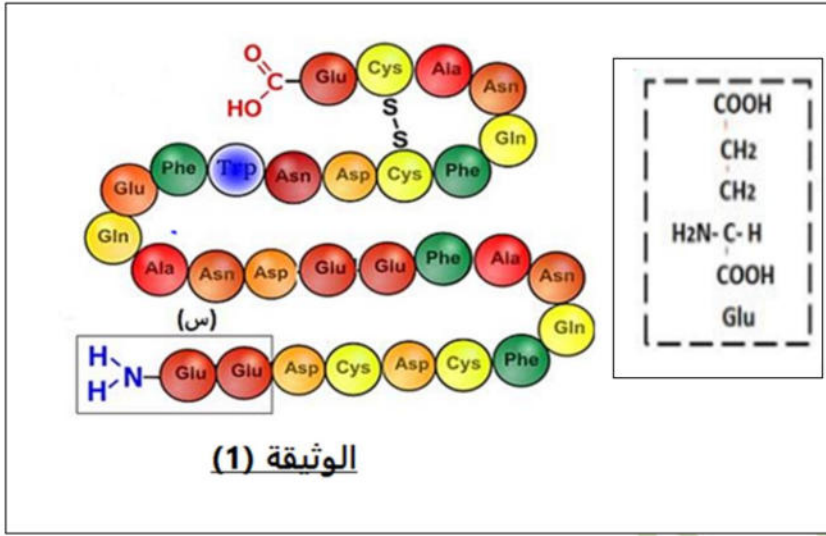 O
C
HO
Glu Cys Ala Asn
S
S
Gln
Glu Phe Trp Asn Asp Cys Phe
Gln
Ala Asn Asp Glu Glu Phe Ala Asn
Gln
(س)
H
H
N
Glu Glu Asp Cys Asp Cys Phe
الوثيقة (1)
COOH
CH2
CH2
H2N- C- H
COOH
Glu